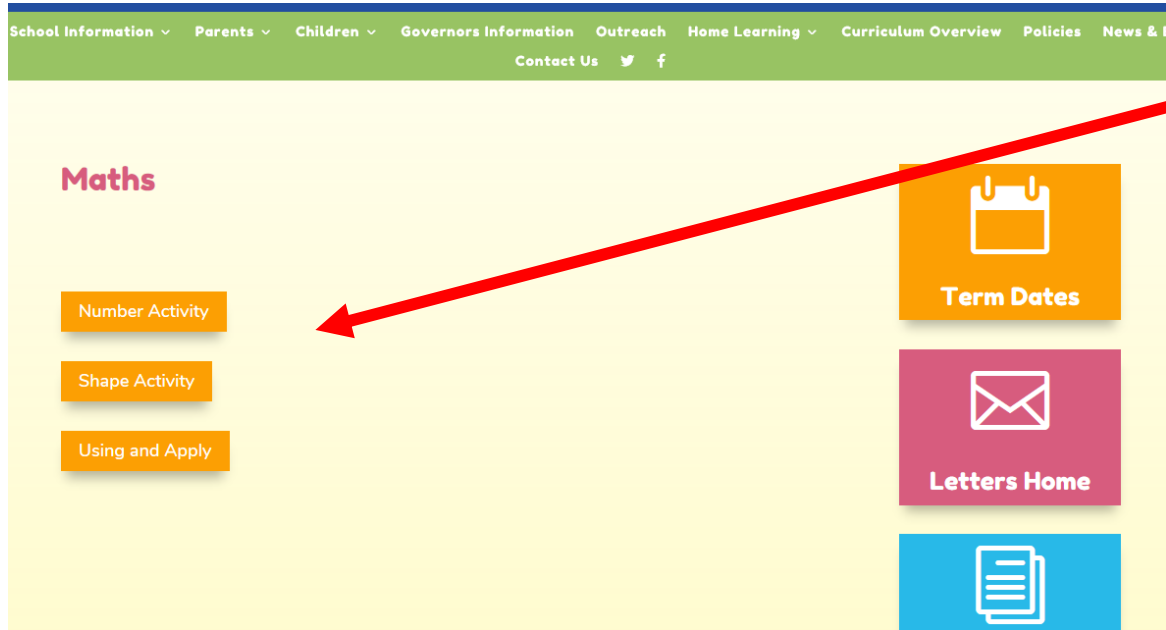 School Information Parents Children Governors Information Outreach Home Learning Curriculum Overview Policies News &
Contact Us
Maths
Number Activity
Shape Activity
Using and Apply
Term Dates
Letters Home